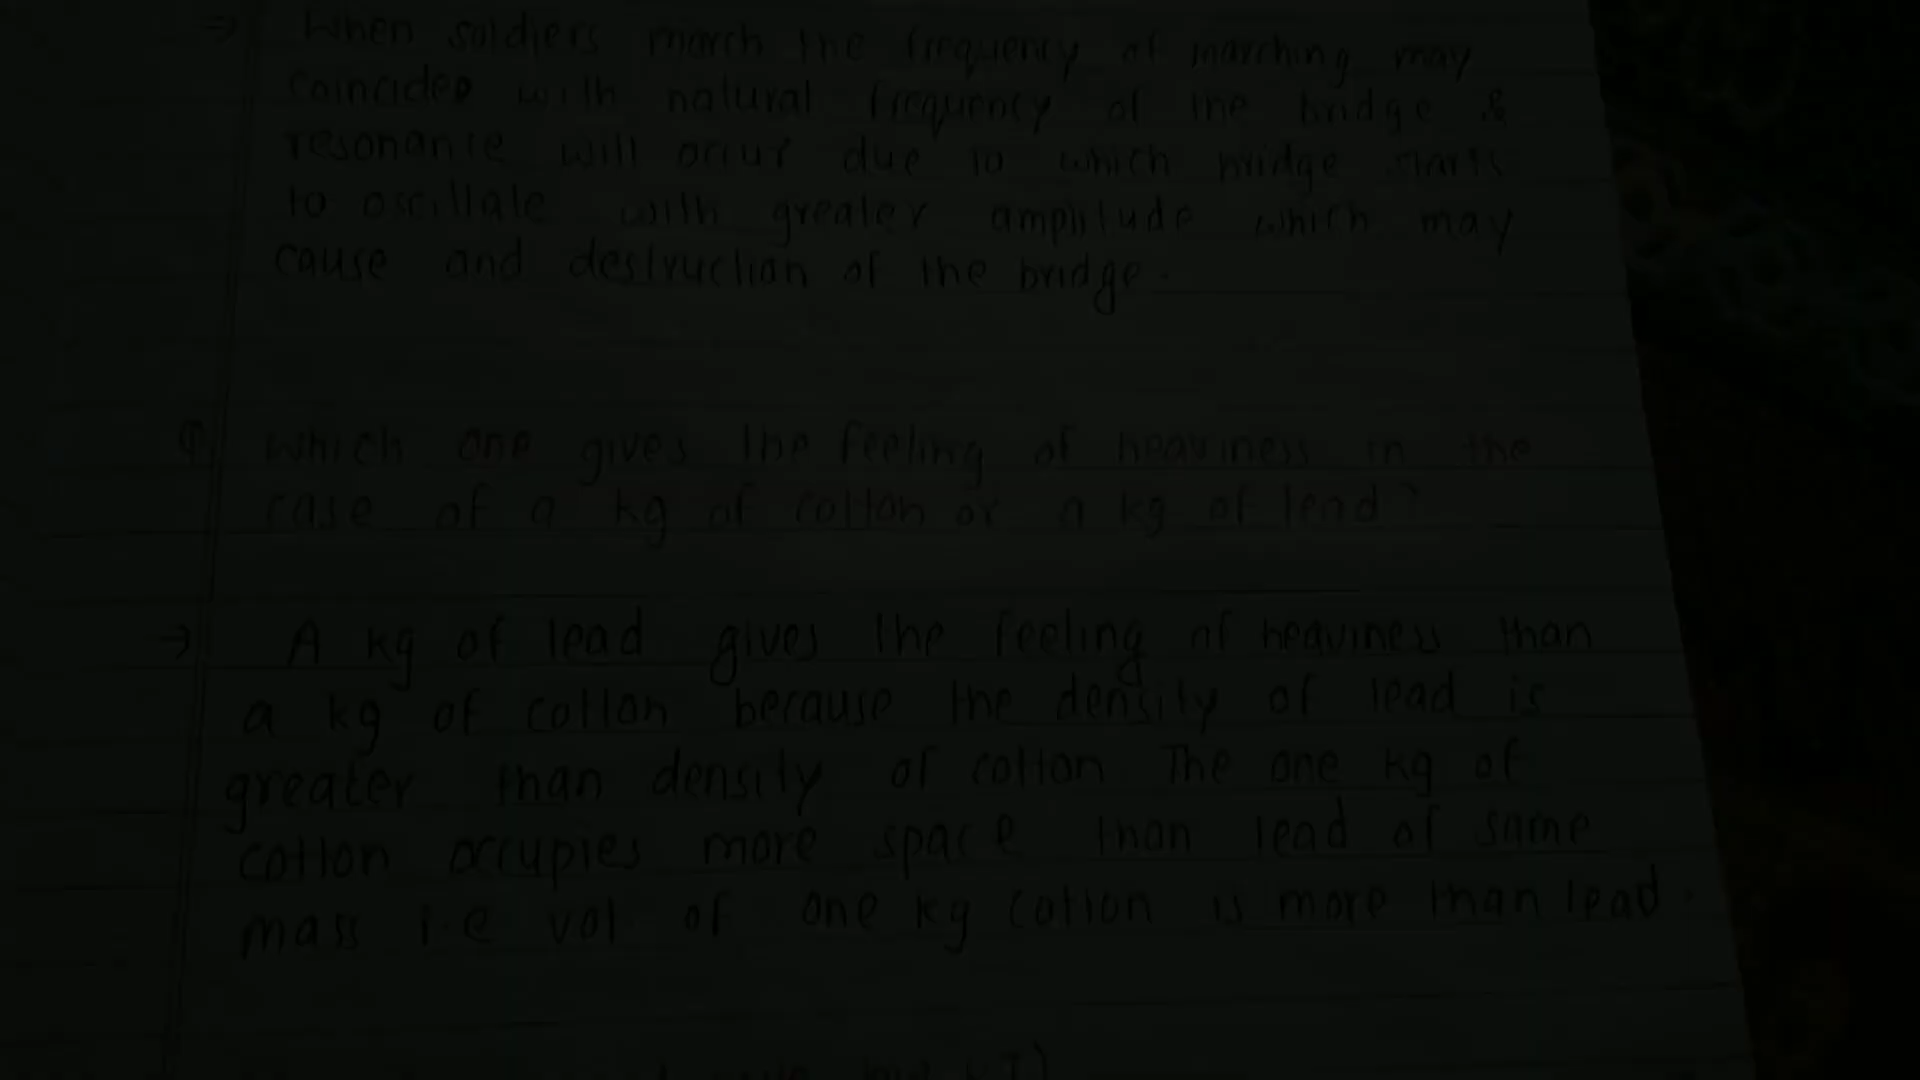 → When soldiers march the frequency of marching may
coincides with natural frequency of the bridge &
resonance will occur due to which bridge starts
to oscillate with greater amplitude which may
cause and destruction of the bridge.
Q which one gives the feeling of heaviness in the
case of a kg of cotton or a kg of lead?
→ A kg of lead gives the feeling of heaviness than
a kg of cotton because the density of lead is
greater than density of cotton The one kg of
cotton occupies more space than lead of same
mass i.e vol of one kg cotton is more than lead.